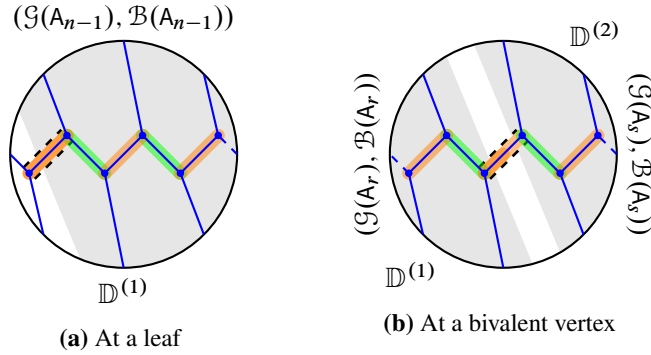 (𝒢(A_{n−1}), ℬ(A_{n−1}))
𝔻^{(1)}
(a) At a leaf
𝔻^{(2)}
(𝒢(A_r), ℬ(A_r))
(𝒢(A_s), ℬ(A_s))
𝔻^{(1)}
(b) At a bivalent vertex